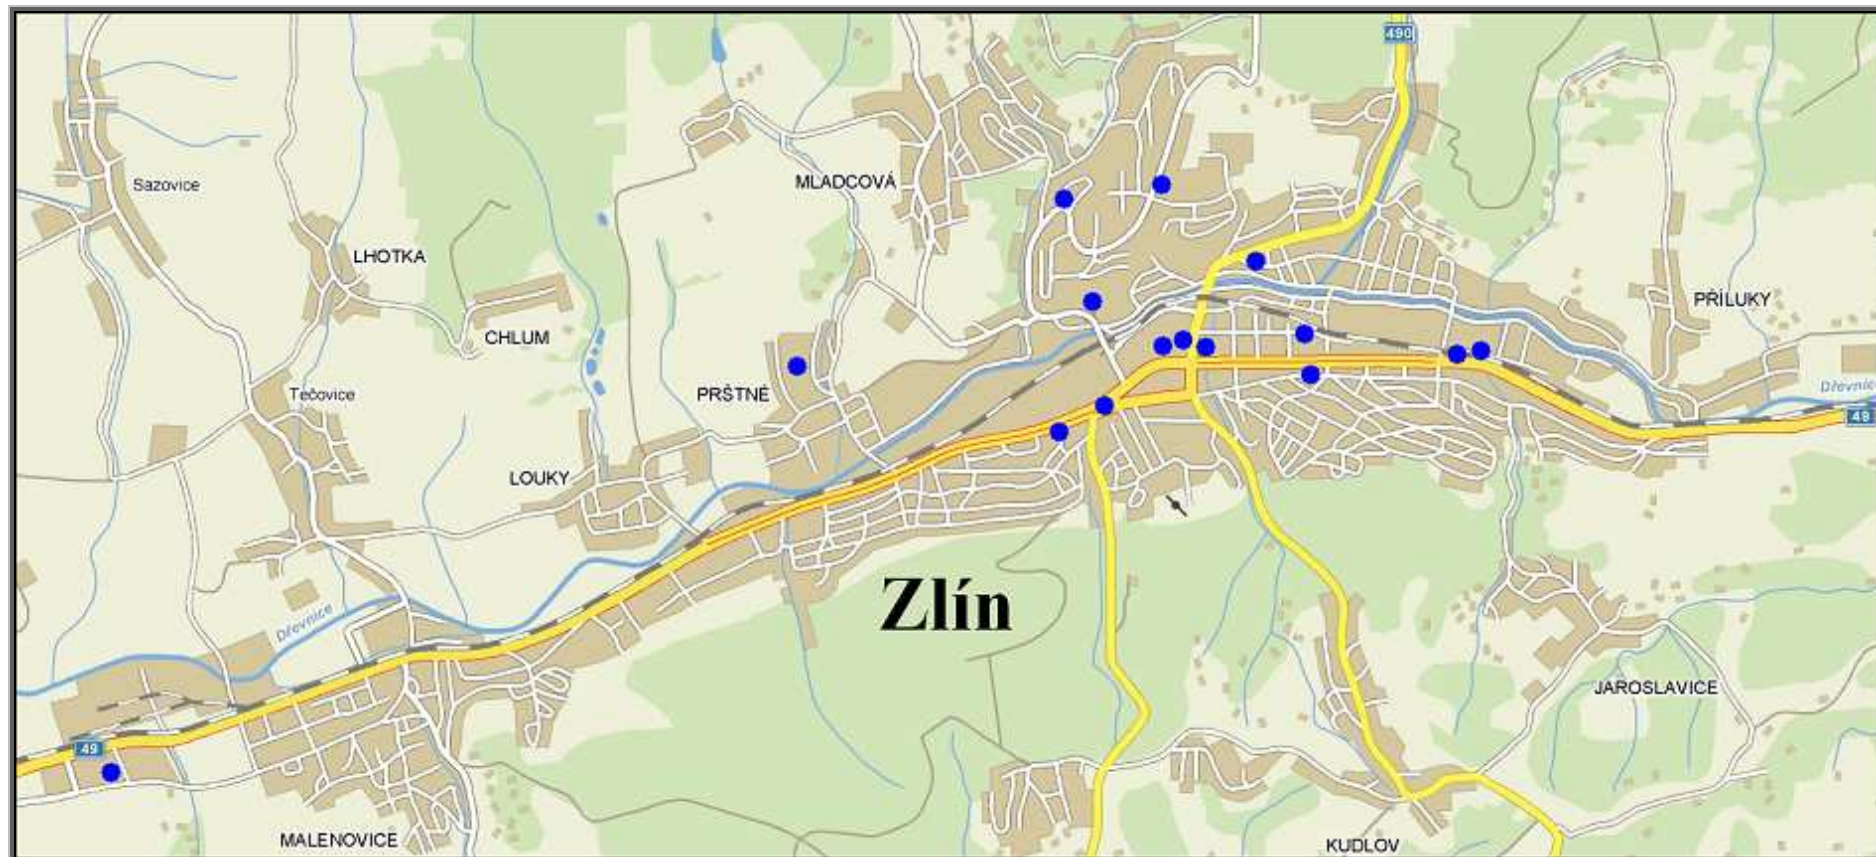 490
MLADCOVÁ
Sazovice
LHOTKA
PŘÍLUKY
CHLUM
Tečovice
PRŠTNÉ
Dřevnice
49
LOUKY
Zlín
Dřevnice
JAROSLAVICE
49
MALENOVICE
KUDLOV